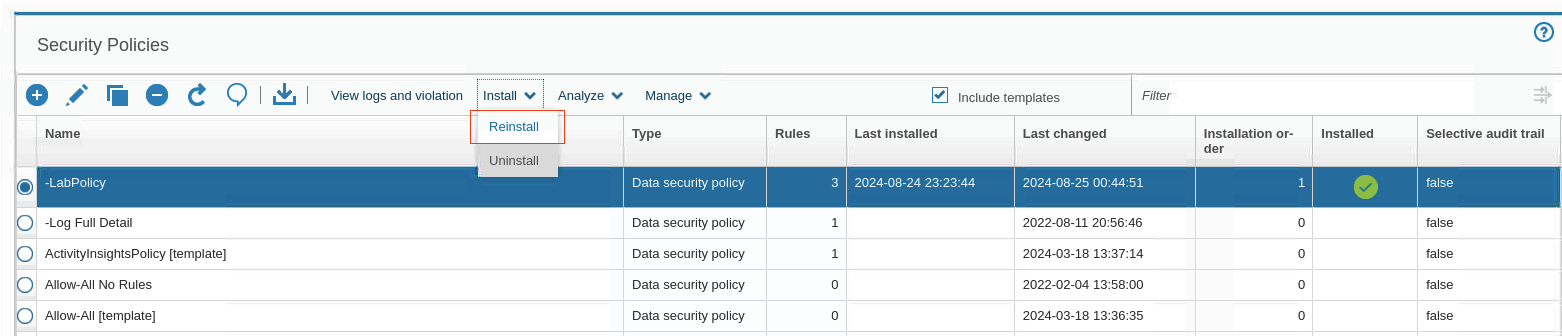 Security Policies
?
View logs and violation Install Analyze Manage Include templates Filter
Reinstall
Uninstall
Name Type Rules Last installed Last changed Installation or-
der Installed Selective audit trail
-LabPolicy Data security policy 3 2024-08-24 23:23:44 2024-08-25 00:44:51 1 false
-Log Full Detail Data security policy 1 2022-08-11 20:56:46 0 false
ActivityInsightsPolicy [template] Data security policy 1 2024-03-18 13:37:14 0 false
Allow-All No Rules Data security policy 0 2022-02-04 13:58:00 0 false
Allow-All [template] Data security policy 0 2024-03-18 13:36:35 0 false